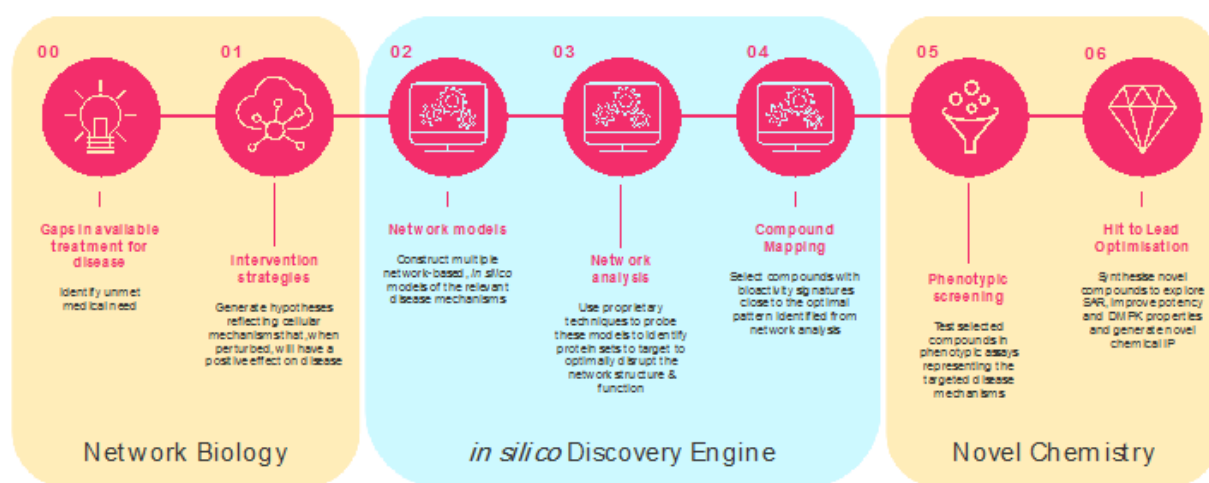 00
Gaps in available
treatment for
disease
Identify unmet
medical need
01
Intervention
strategies
Generate hypotheses
reflecting cellular
mechanisms that, when
perturbed, will have a
positive effect on disease
02
Network models
Construct multiple
network-based, in silico
models of the relevant
disease mechanisms
03
Network
analysis
Use proprietary
techniques to probe
these models to identify
protein sets to target to
optimally disrupt the
network structure &
function
04
Compound
Mapping
Select compounds with
bioactivity signatures
close to the optimal
pattern identified from
network analysis
05
Phenotypic
screening
Test selected
compounds in
phenotypic assays
representing the
targeted disease
mechanisms
06
Hit to Lead
Optimisation
Synthesise novel
compounds to explore
SAR, improve potency
and DMPK properties
and generate novel
chemical IP
Network Biology
in silico Discovery Engine
Novel Chemistry